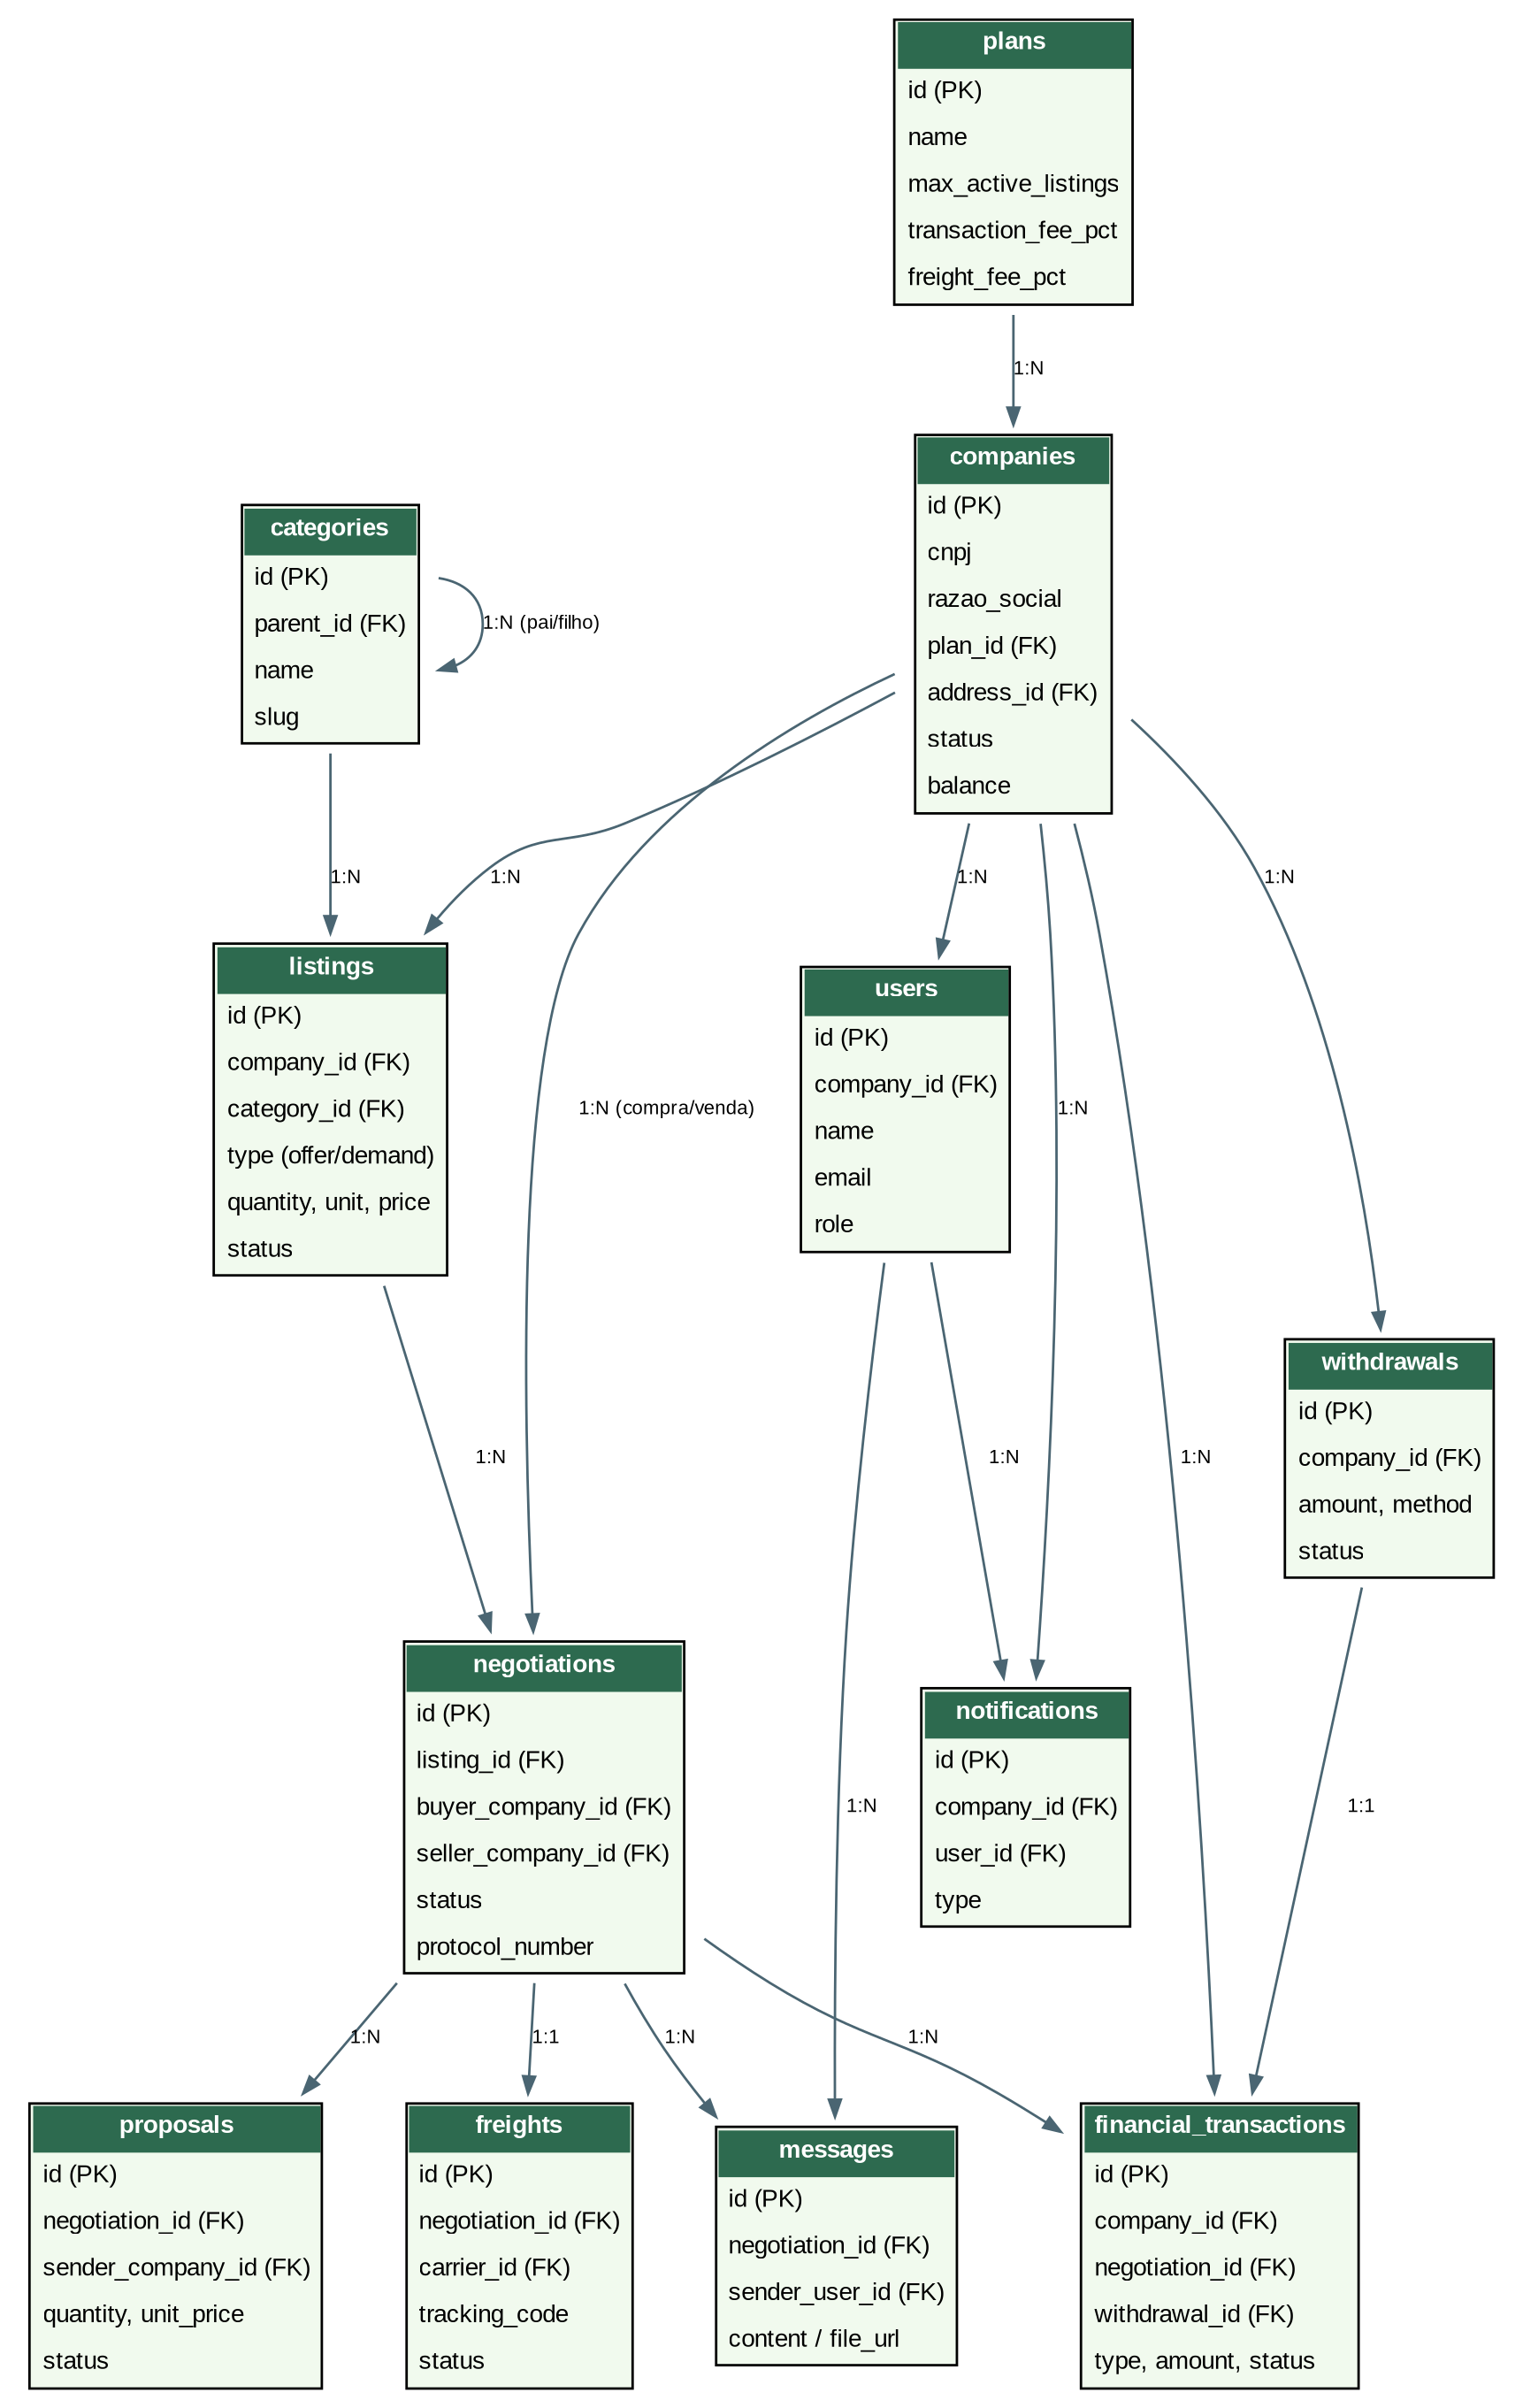 plans
id (PK)
name
max_active_listings
transaction_fee_pct
freight_fee_pct
1:N
companies
id (PK)
cnpj
razao_social
plan_id (FK)
address_id (FK)
status
balance
categories
id (PK)
parent_id (FK)
name
slug
1:N (pai/filho)
1:N
1:N
1:N
1:N
listings
id (PK)
company_id (FK)
category_id (FK)
type (offer/demand)
quantity, unit, price
status
1:N (compra/venda)
users
id (PK)
company_id (FK)
name
email
role
1:N
1:N
1:N
1:N
withdrawals
id (PK)
company_id (FK)
amount, method
status
negotiations
id (PK)
listing_id (FK)
buyer_company_id (FK)
seller_company_id (FK)
status
protocol_number
1:N
notifications
id (PK)
company_id (FK)
user_id (FK)
type
1:1
1:N
1:1
1:N
1:N
proposals
id (PK)
negotiation_id (FK)
sender_company_id (FK)
quantity, unit_price
status
freights
id (PK)
negotiation_id (FK)
carrier_id (FK)
tracking_code
status
messages
id (PK)
negotiation_id (FK)
sender_user_id (FK)
content / file_url
financial_transactions
id (PK)
company_id (FK)
negotiation_id (FK)
withdrawal_id (FK)
type, amount, status